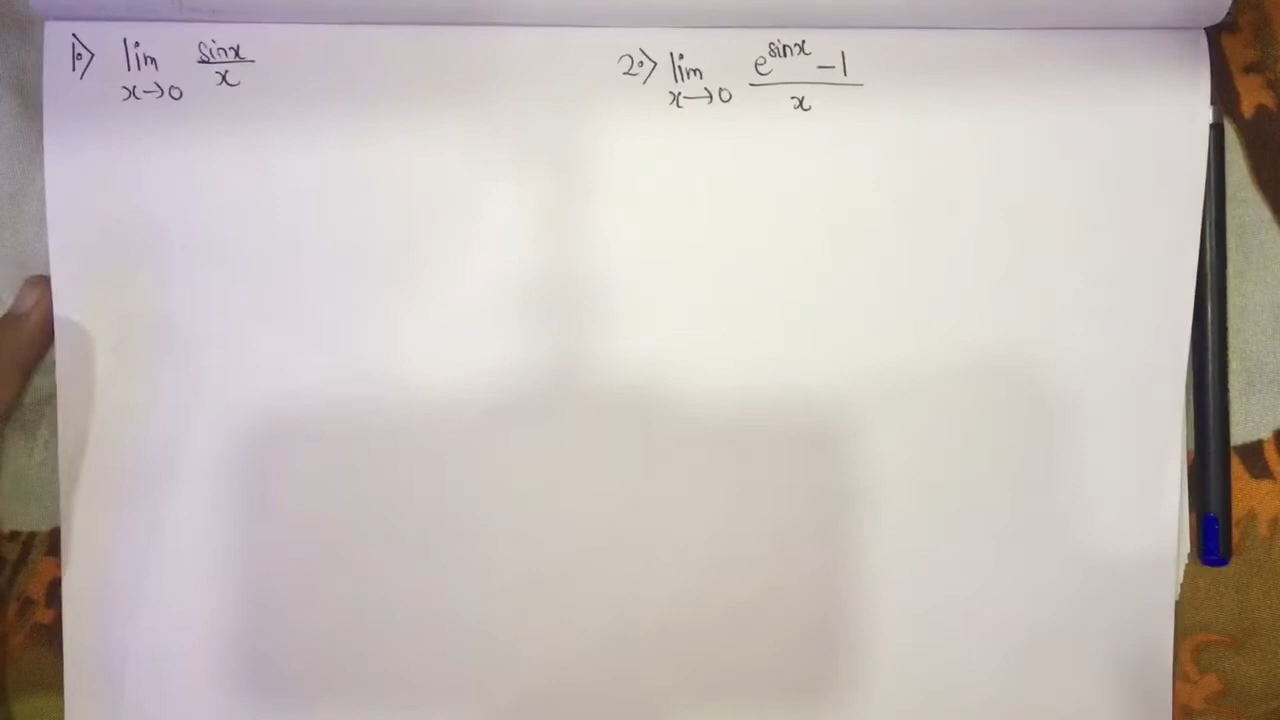 1°) lim x→0 sinx/x
2°) lim x→0 (e^sinx − 1)/x